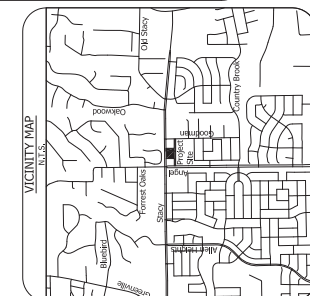 VICINITY MAP
N.T.S.
Old Stacy
Country Brook
Oakwood
Goodman
Project
Site
Angel
Forrest Oaks
Stacy
Allen Heights
Bluebird
Greenville